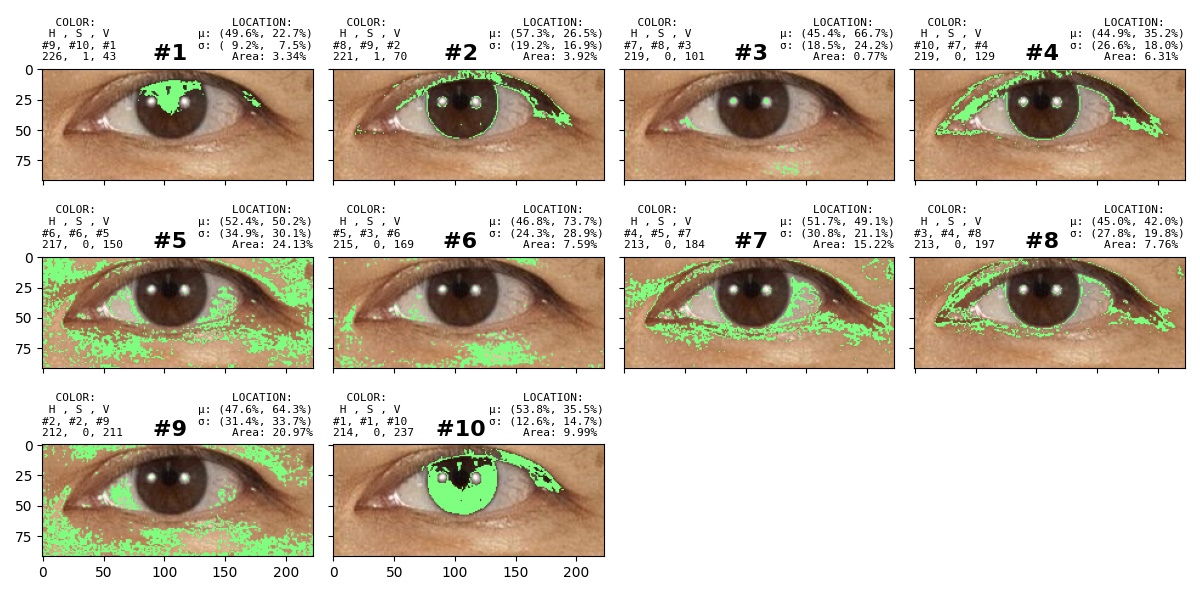 COLOR: LOCATION:
H , S , V μ: (49.6%, 22.7%)
#9, #10, #1 #1 σ: ( 9.2%, 7.5%)
226, 1, 43 Area: 3.34%
COLOR: LOCATION:
H , S , V μ: (57.3%, 26.5%)
#8, #9, #2 #2 σ: (19.2%, 16.9%)
221, 1, 70 Area: 3.92%
COLOR: LOCATION:
H , S , V μ: (45.4%, 66.7%)
#7, #8, #3 #3 σ: (18.5%, 24.2%)
219, 0, 101 Area: 0.77%
COLOR: LOCATION:
H , S , V μ: (44.9%, 35.2%)
#10, #7, #4 #4 σ: (26.6%, 18.0%)
219, 0, 129 Area: 6.31%
0
25
50
75
COLOR: LOCATION:
H , S , V μ: (52.4%, 50.2%)
#6, #6, #5 #5 σ: (34.9%, 30.1%)
217, 0, 150 Area: 24.13%
COLOR: LOCATION:
H , S , V μ: (46.8%, 73.7%)
#5, #3, #6 #6 σ: (24.3%, 28.9%)
215, 0, 169 Area: 7.59%
COLOR: LOCATION:
H , S , V μ: (51.7%, 49.1%)
#4, #5, #7 #7 σ: (30.8%, 21.1%)
213, 0, 184 Area: 15.22%
COLOR: LOCATION:
H , S , V μ: (45.0%, 42.0%)
#3, #4, #8 #8 σ: (27.8%, 19.8%)
213, 0, 197 Area: 7.76%
0
25
50
75
COLOR: LOCATION:
H , S , V μ: (47.6%, 64.3%)
#2, #2, #9 #9 σ: (31.4%, 33.7%)
212, 0, 211 Area: 20.97%
COLOR: LOCATION:
H , S , V μ: (53.8%, 35.5%)
#1, #1, #10 #10 σ: (12.6%, 14.7%)
214, 0, 237 Area: 9.99%
0
25
50
75
0 50 100 150 200
0 50 100 150 200